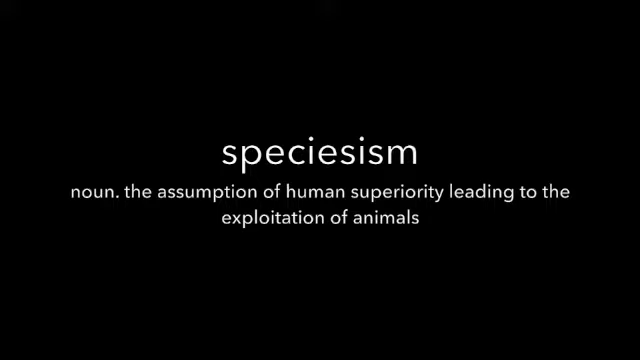 speciesism
noun. the assumption of human superiority leading to the
exploitation of animals